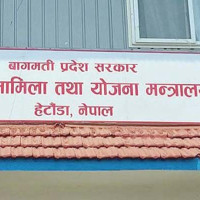 बागमती प्रदेश सरकार
मामिला तथा योजना मन्त्रालय
हेटौंडा, नेपाल